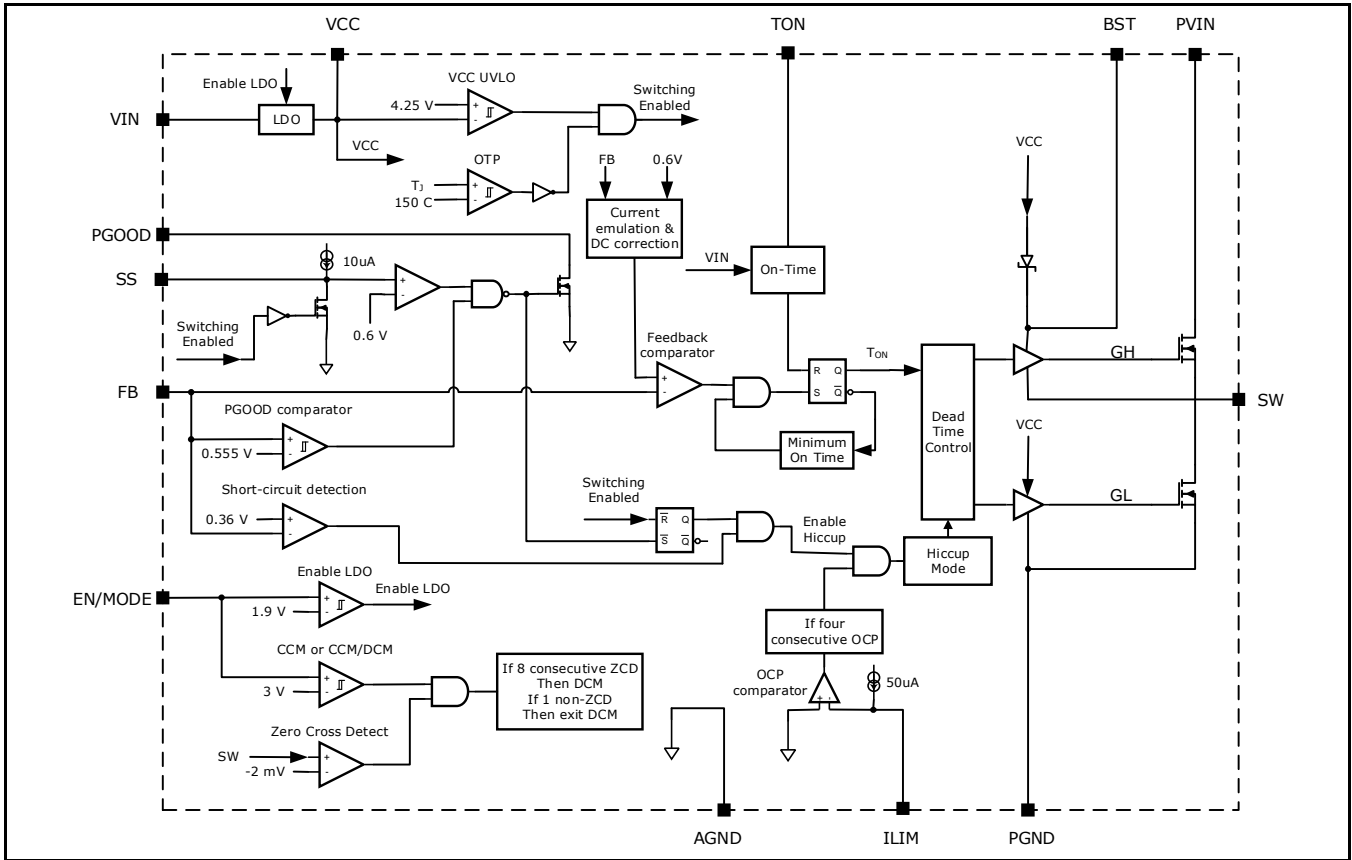 VCC
TON
BST
PVIN
Enable LDO
VCC UVLO
4.25 V
+
-
Switching
Enabled
VIN
LDO
VCC
OTP
TJ
150 C
+
-
FB
0.6V
VCC
PGOOD
Current
emulation &
DC correction
10uA
VIN
On-Time
SS
+
-
0.6 V
Switching
Enabled
Feedback
comparator
TON
GH
R Q
S Q
+
-
FB
SW
PGOOD comparator
+
-
0.555 V
Minimum
On Time
Dead
Time
Control
VCC
Short-circuit detection
0.36 V
+
-
Switching
Enabled
R Q
S Q
Enable
Hiccup
GL
Hiccup
Mode
Enable LDO
Enable LDO
EN/MODE
+
-
1.9 V
If four
consecutive OCP
CCM or CCM/DCM
+
-
3 V
If 8 consecutive ZCD
Then DCM
If 1 non-ZCD
Then exit DCM
OCP
comparator
+ -
50uA
Zero Cross Detect
SW
+
-
-2 mV
AGND
ILIM
PGND